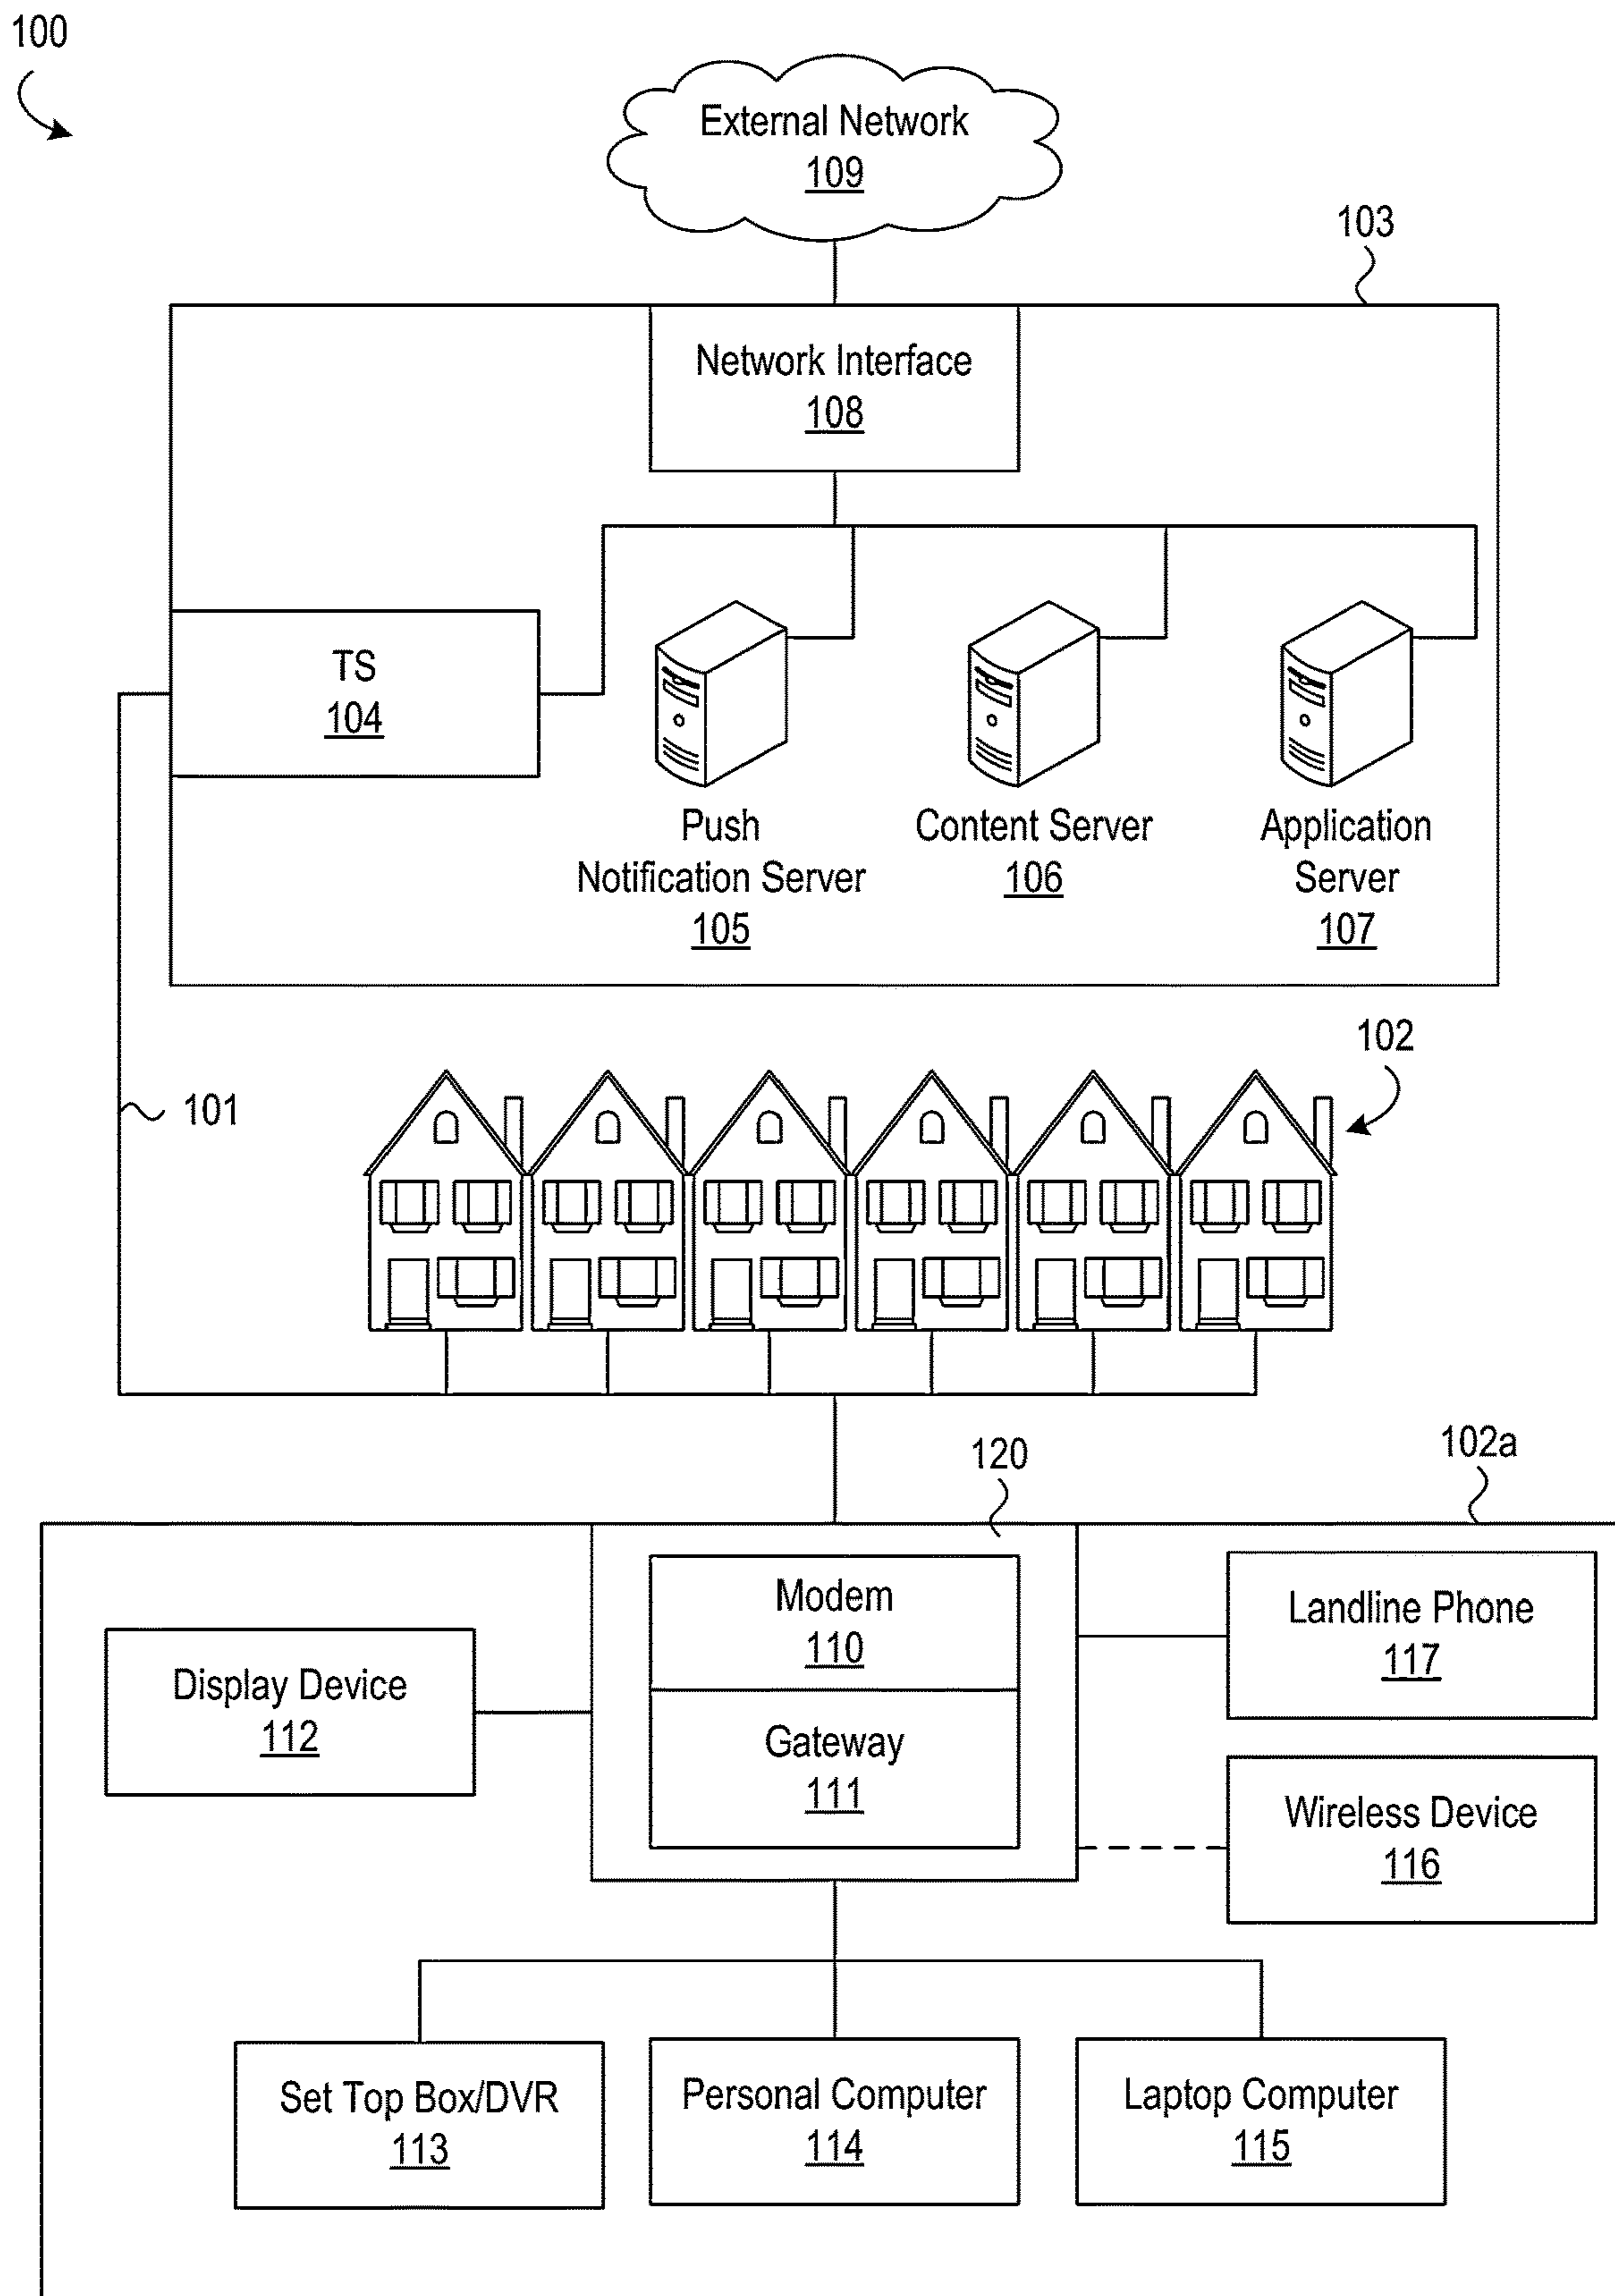 100
External Network
109
103
Network Interface
108
TS
104
Push
Notification Server
105
Content Server
106
Application
Server
107
102
101
120
102a
Modem
110
Landline Phone
117
Display Device
112
Gateway
111
Wireless Device
116
Set Top Box/DVR
113
Personal Computer
114
Laptop Computer
115